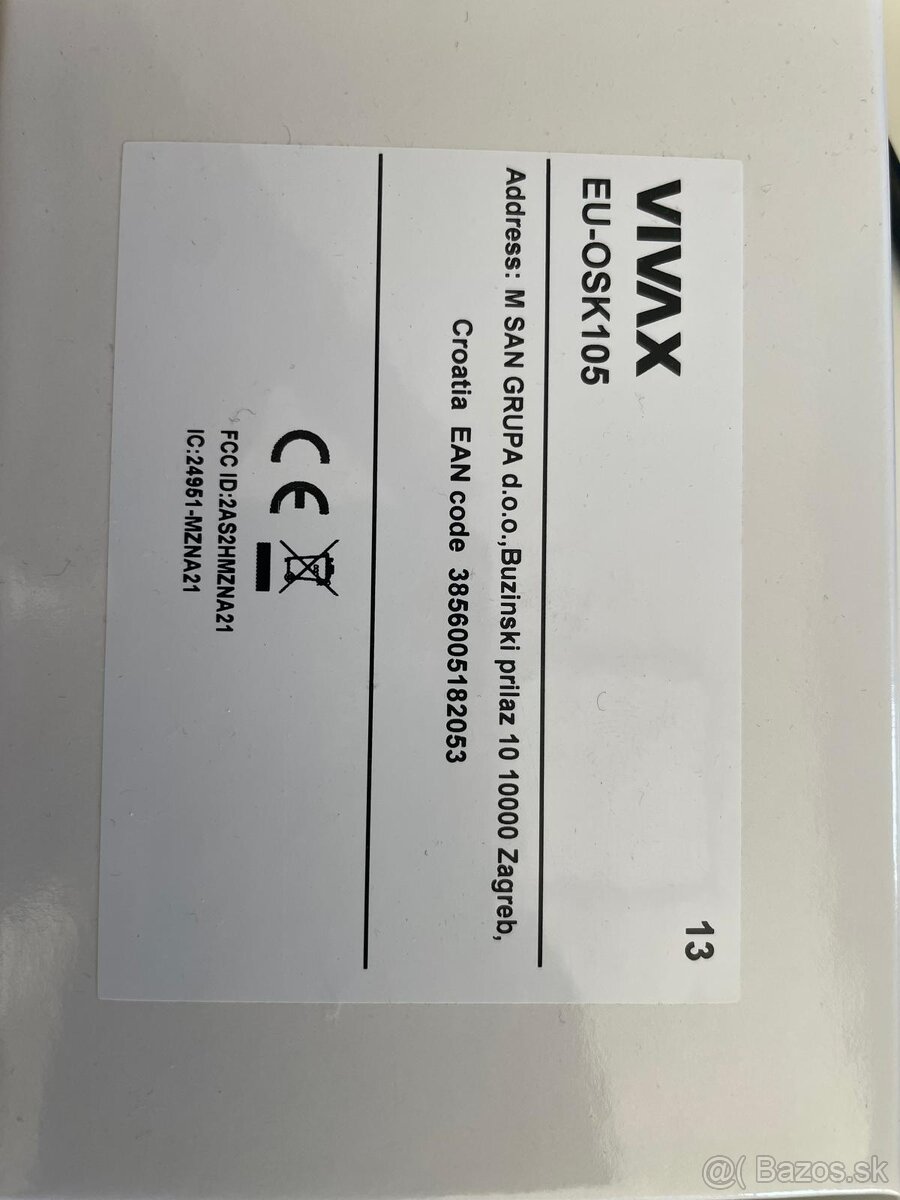 VIVAX
13
EU-OSK105
Address: M SAN GRUPA d.o.o.,Buzinski prilaz 10 10000 Zagreb,
Croatia EAN code 3856005182053
CE
FCC ID:2AS2HMZNA21
IC:24951-MZNA21
@( Bazos.sk